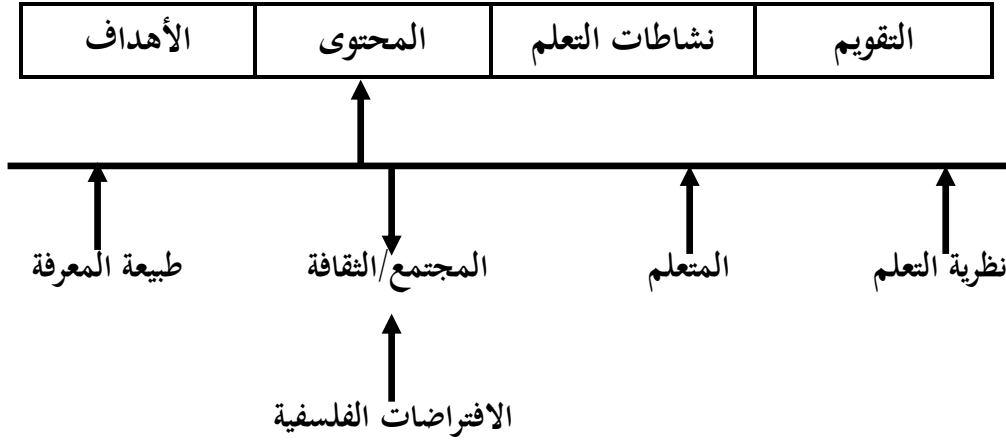 التقويم
نشاطات التعلم
المحتوى
الأهداف
نظرية التعلم
المتعلم
المجتمع/الثقافة
طبيعة المعرفة
الافتراضات الفلسفية